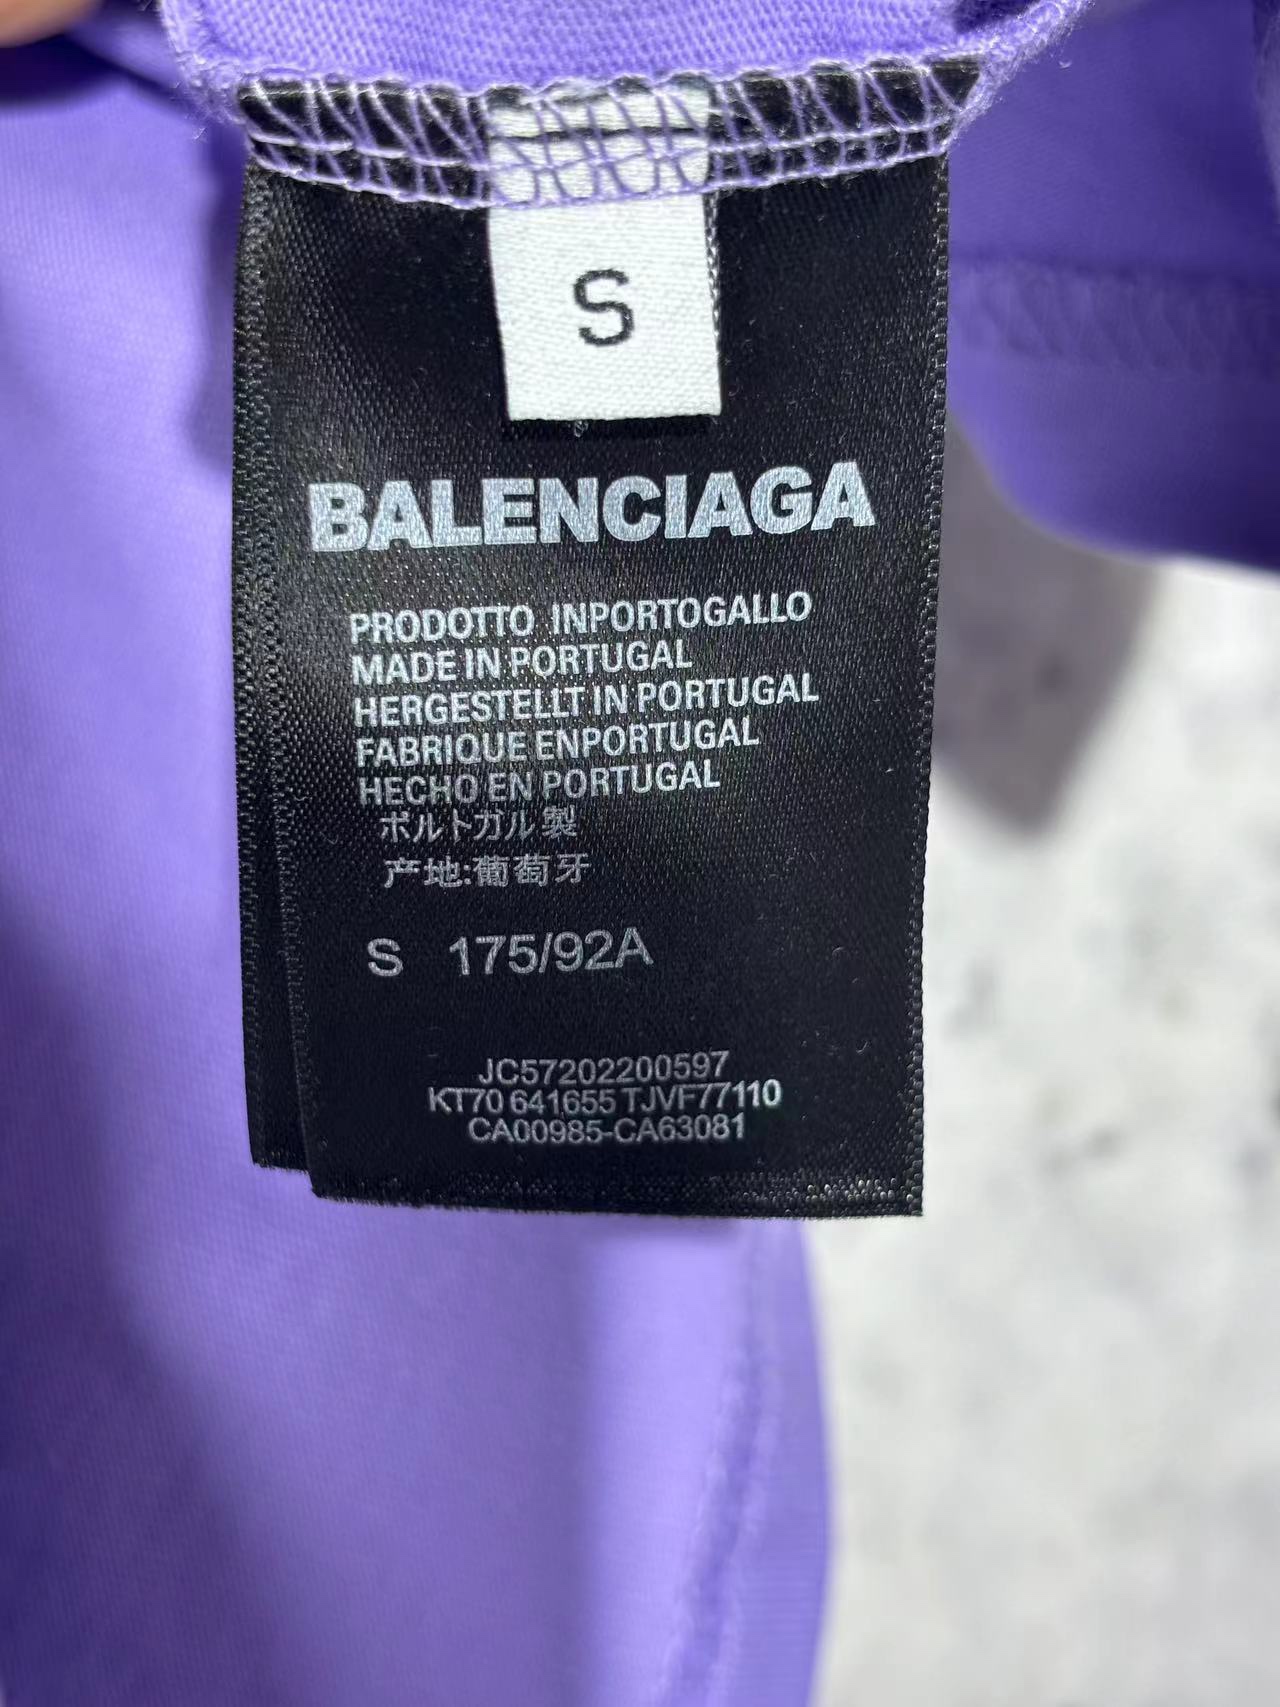 S
BALENCIAGA
PRODOTTO INPORTOGALLO
MADE IN PORTUGAL
HERGESTELLT IN PORTUGAL
FABRIQUE ENPORTUGAL
HECHO EN PORTUGAL
ポルトガル製
产地:葡萄牙
S 175/92A
JC57202200597
KT70 641655 TJVF77110
CA00985-CA63081